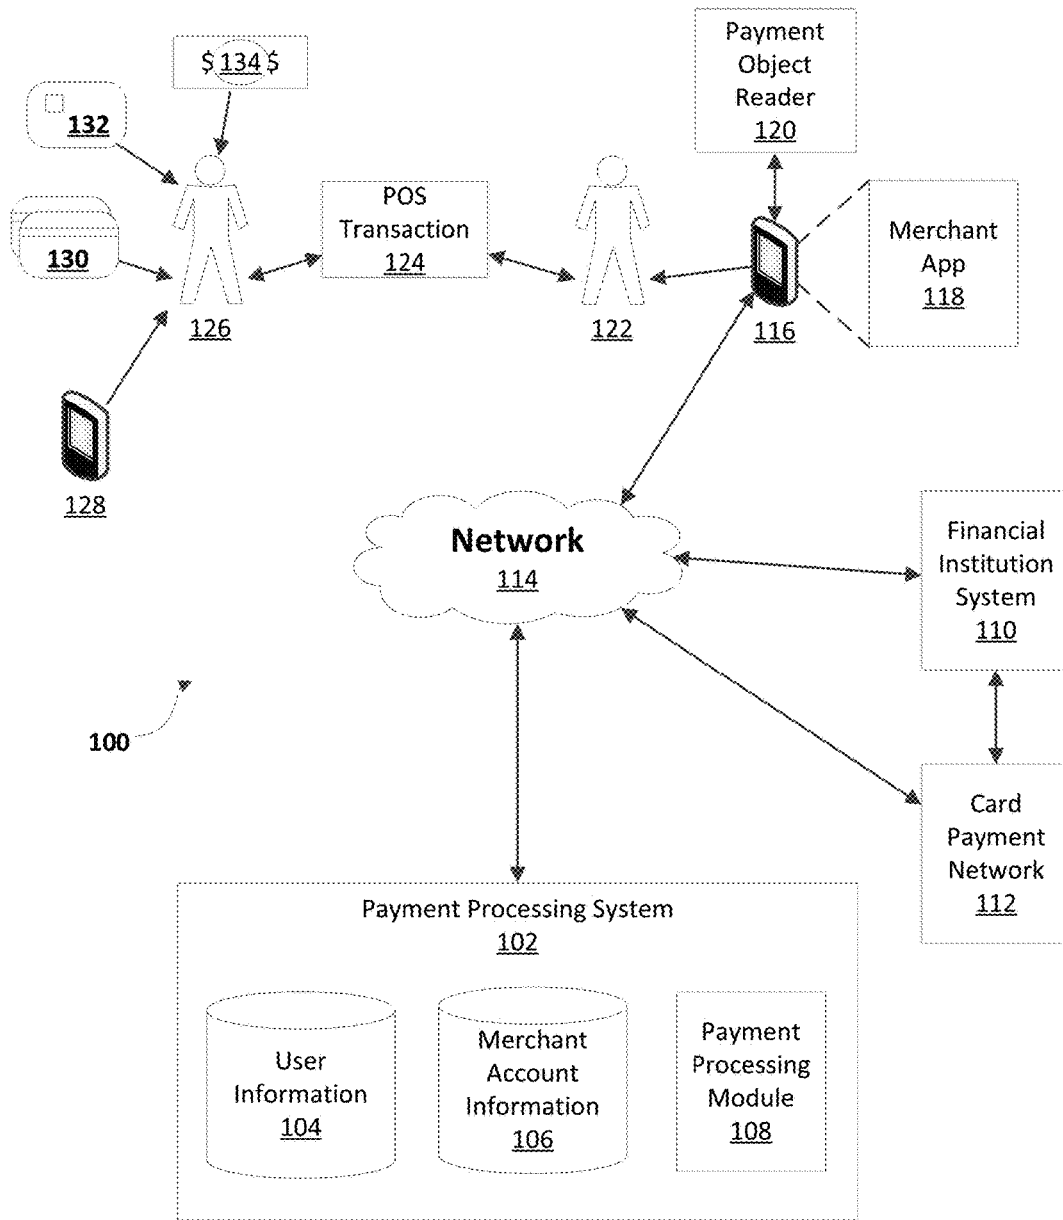 $ 134 $
132
130
126
128
POS
Transaction
124
122
Payment
Object
Reader
120
116
Merchant
App
118
Network
114
Financial
Institution
System
110
100
Card
Payment
Network
112
Payment Processing System
102
User
Information
104
Merchant
Account
Information
106
Payment
Processing
Module
108